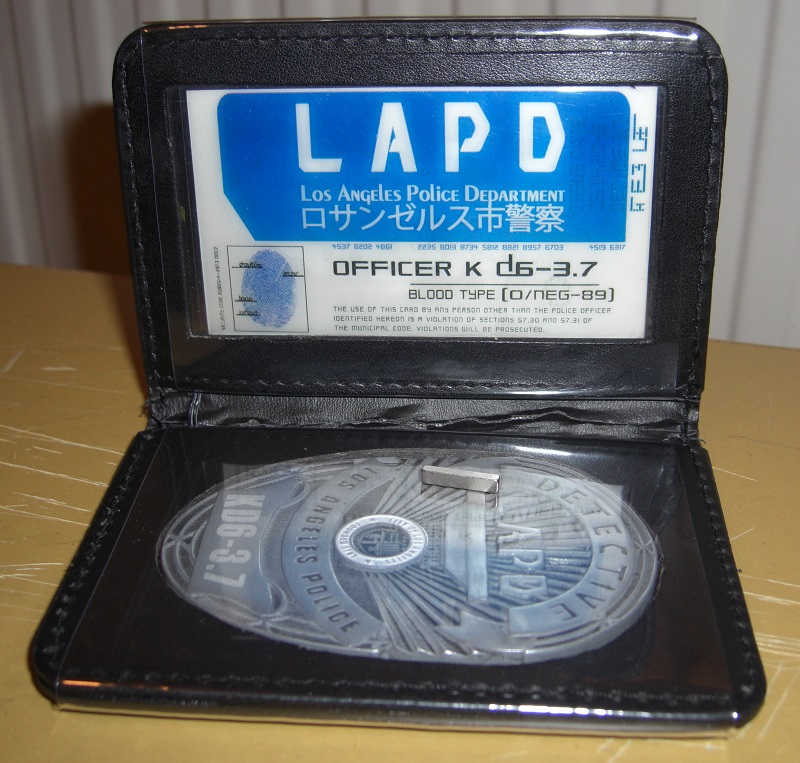 LAPD
Los Angeles Police Department
ロサンゼルス市警察
4537 8202 4861 2235 8013 8734 5812 8821 8957 6703 4519 6317
OFFICER K d6-3.7
BLOOD TYPE [O/NEG-89]
THE USE OF THIS CARD BY ANY PERSON OTHER THAN THE POLICE OFFICER
IDENTIFIED HEREON IS A VIOLATION OF SECTIONS 57.30 AND 57.31 OF
THE MUNICIPAL CODE. VIOLATIONS WILL BE PROSECUTED.
DETECTIVE
LAPD
LOS ANGELES POLICE
KD6-3.7